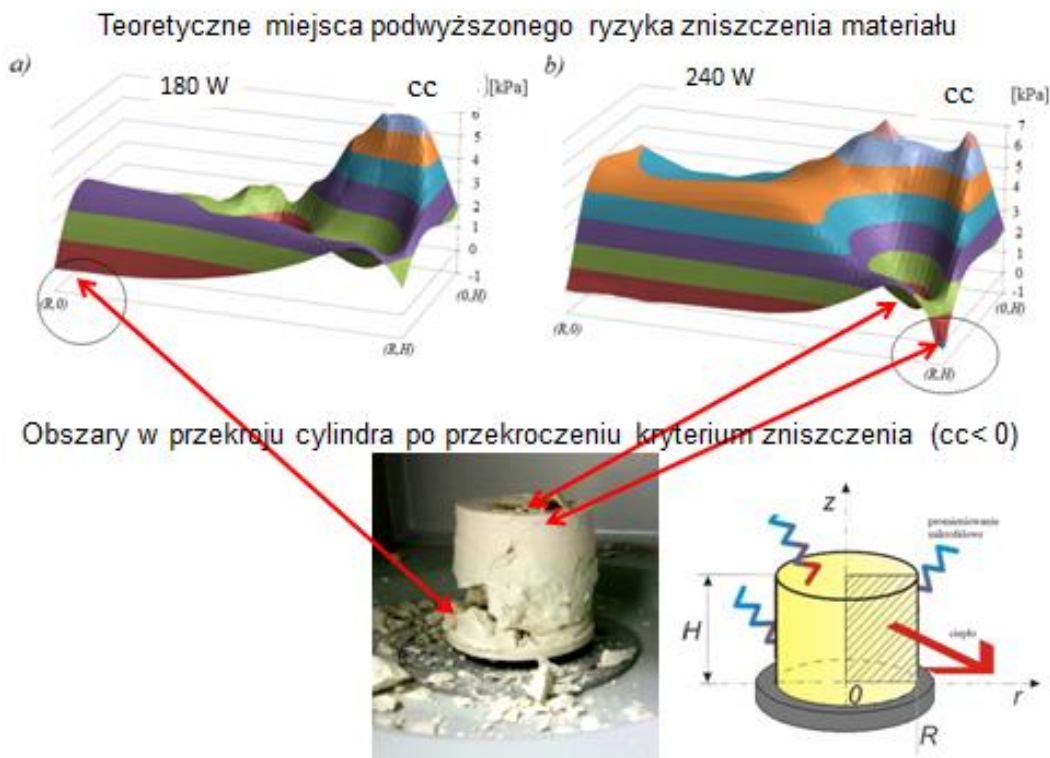 Teoretyczne miejsca podwyższonego ryzyka zniszczenia materiału
a)
180 W
cc
)[kPa]
6
5
4
3
2
1
0
-1
(R,0)
(R,H)
(0,H)
b)
240 W
cc
[kPa]
7
6
5
4
3
2
1
0
-1
(R,0)
(R,H)
(0,H)
Obszary w przekroju cylindra po przekroczeniu kryterium zniszczenia (cc< 0)
z
promieniowanie
mikrofalowe
H
ciepło
0
r
R